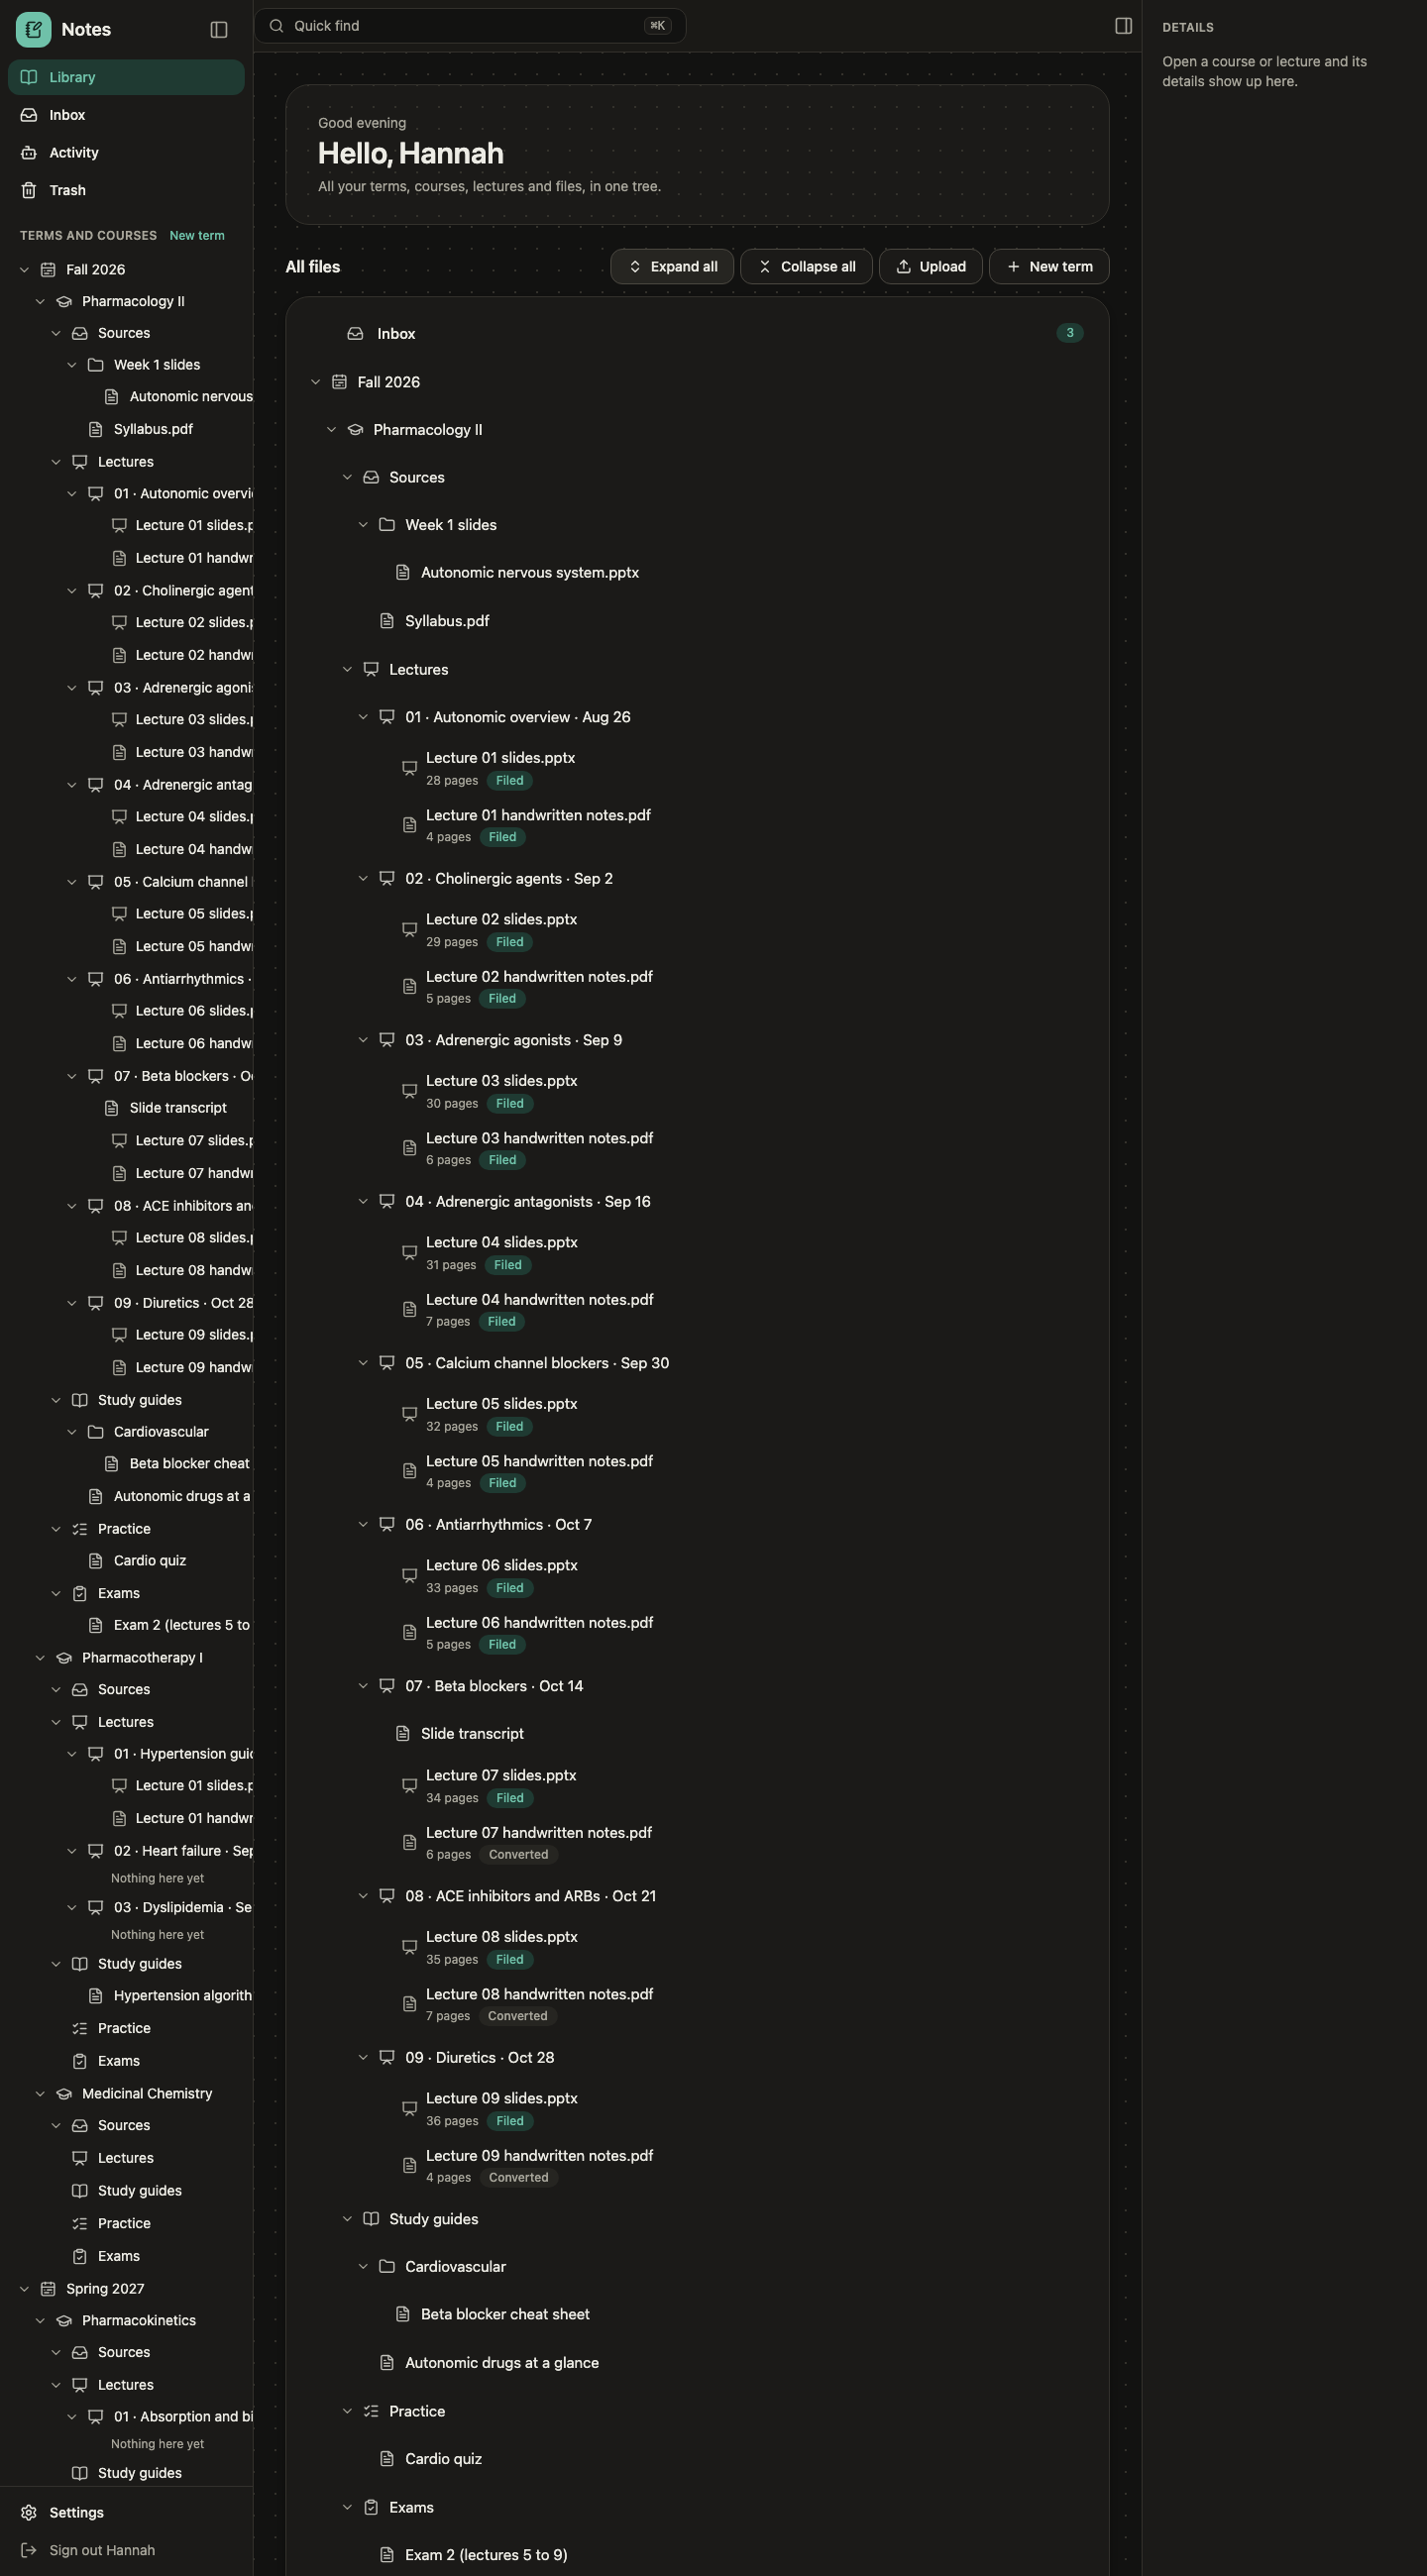 Notes
Library
Inbox
Activity
Trash
TERMS AND COURSES New term
Fall 2026
Pharmacology II
Sources
Week 1 slides
Autonomic nervous
Syllabus.pdf
Lectures
01 · Autonomic overvi
Lecture 01 slides.p
Lecture 01 handwr
02 · Cholinergic agent
Lecture 02 slides.p
Lecture 02 handwr
03 · Adrenergic agonis
Lecture 03 slides.p
Lecture 03 handwr
04 · Adrenergic antag
Lecture 04 slides.p
Lecture 04 handwr
05 · Calcium channel
Lecture 05 slides.p
Lecture 05 handwr
06 · Antiarrhythmics ·
Lecture 06 slides.p
Lecture 06 handwr
07 · Beta blockers · O
Slide transcript
Lecture 07 slides.p
Lecture 07 handwr
08 · ACE inhibitors an
Lecture 08 slides.p
Lecture 08 handwr
09 · Diuretics · Oct 28
Lecture 09 slides.p
Lecture 09 handwr
Study guides
Cardiovascular
Beta blocker cheat
Autonomic drugs at a
Practice
Cardio quiz
Exams
Exam 2 (lectures 5 to
Pharmacotherapy I
Sources
Lectures
01 · Hypertension guid
Lecture 01 slides.p
Lecture 01 handwr
02 · Heart failure · Sep
Nothing here yet
03 · Dyslipidemia · Se
Nothing here yet
Study guides
Hypertension algorith
Practice
Exams
Medicinal Chemistry
Sources
Lectures
Study guides
Practice
Exams
Spring 2027
Pharmacokinetics
Sources
Lectures
01 · Absorption and bi
Nothing here yet
Study guides
Settings
Sign out Hannah
Quick find ⌘K
Good evening
Hello, Hannah
All your terms, courses, lectures and files, in one tree.
All files Expand all Collapse all Upload New term
Inbox 3
Fall 2026
Pharmacology II
Sources
Week 1 slides
Autonomic nervous system.pptx
Syllabus.pdf
Lectures
01 · Autonomic overview · Aug 26
Lecture 01 slides.pptx
28 pages Filed
Lecture 01 handwritten notes.pdf
4 pages Filed
02 · Cholinergic agents · Sep 2
Lecture 02 slides.pptx
29 pages Filed
Lecture 02 handwritten notes.pdf
5 pages Filed
03 · Adrenergic agonists · Sep 9
Lecture 03 slides.pptx
30 pages Filed
Lecture 03 handwritten notes.pdf
6 pages Filed
04 · Adrenergic antagonists · Sep 16
Lecture 04 slides.pptx
31 pages Filed
Lecture 04 handwritten notes.pdf
7 pages Filed
05 · Calcium channel blockers · Sep 30
Lecture 05 slides.pptx
32 pages Filed
Lecture 05 handwritten notes.pdf
4 pages Filed
06 · Antiarrhythmics · Oct 7
Lecture 06 slides.pptx
33 pages Filed
Lecture 06 handwritten notes.pdf
5 pages Filed
07 · Beta blockers · Oct 14
Slide transcript
Lecture 07 slides.pptx
34 pages Filed
Lecture 07 handwritten notes.pdf
6 pages Converted
08 · ACE inhibitors and ARBs · Oct 21
Lecture 08 slides.pptx
35 pages Filed
Lecture 08 handwritten notes.pdf
7 pages Converted
09 · Diuretics · Oct 28
Lecture 09 slides.pptx
36 pages Filed
Lecture 09 handwritten notes.pdf
4 pages Converted
Study guides
Cardiovascular
Beta blocker cheat sheet
Autonomic drugs at a glance
Practice
Cardio quiz
Exams
Exam 2 (lectures 5 to 9)
DETAILS
Open a course or lecture and its
details show up here.